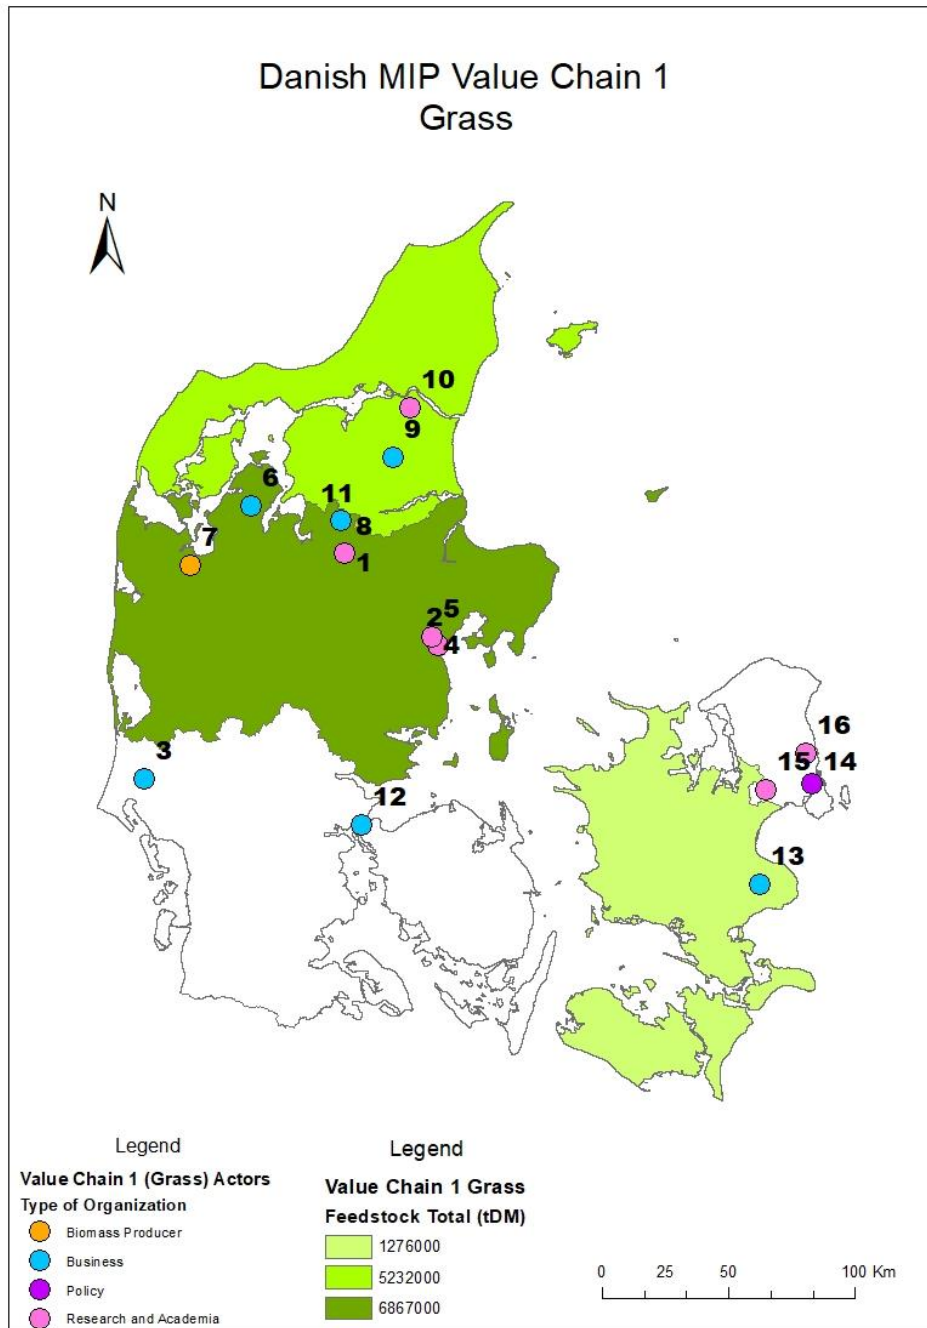 Danish MIP Value Chain 1
Grass
N
10
9
6
11
8
7
1
5
2
4
16
3
15 14
12
13
Legend
Value Chain 1 (Grass) Actors
Type of Organization
Biomass Producer
Business
Policy
Research and Academia
Legend
Value Chain 1 Grass
Feedstock Total (tDM)
1276000
5232000
6867000
0 25 50 100 Km